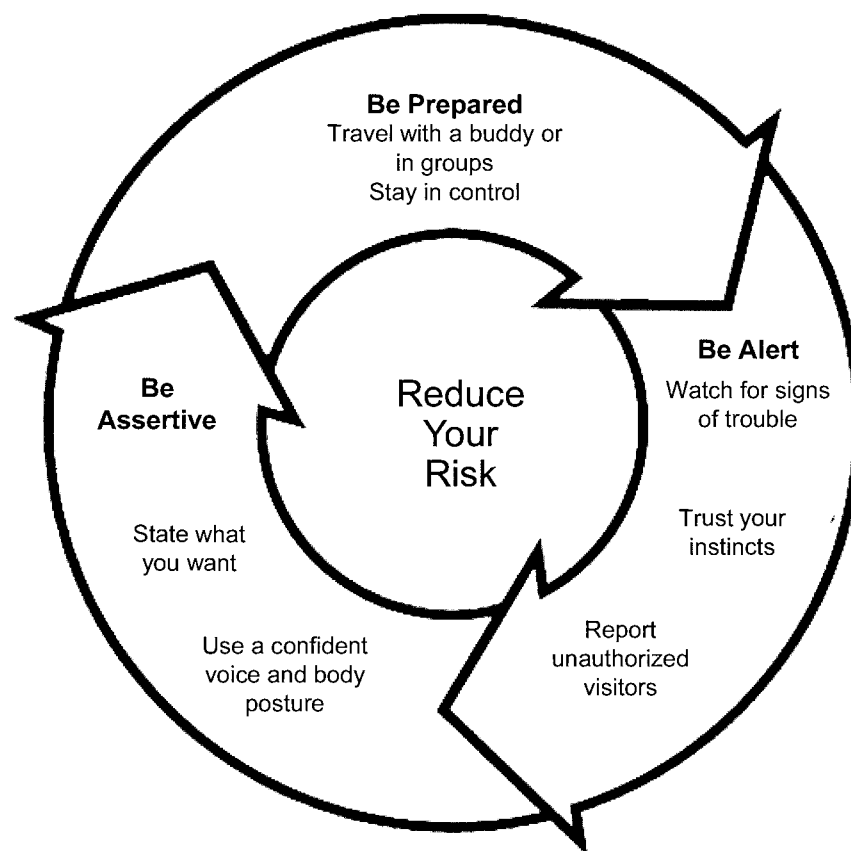 Be Prepared
Travel with a buddy or
in groups
Stay in control
Be Alert
Watch for signs
of trouble
Trust your
instincts
Report
unauthorized
visitors
Be
Assertive
State what
you want
Use a confident
voice and body
posture
Reduce
Your
Risk